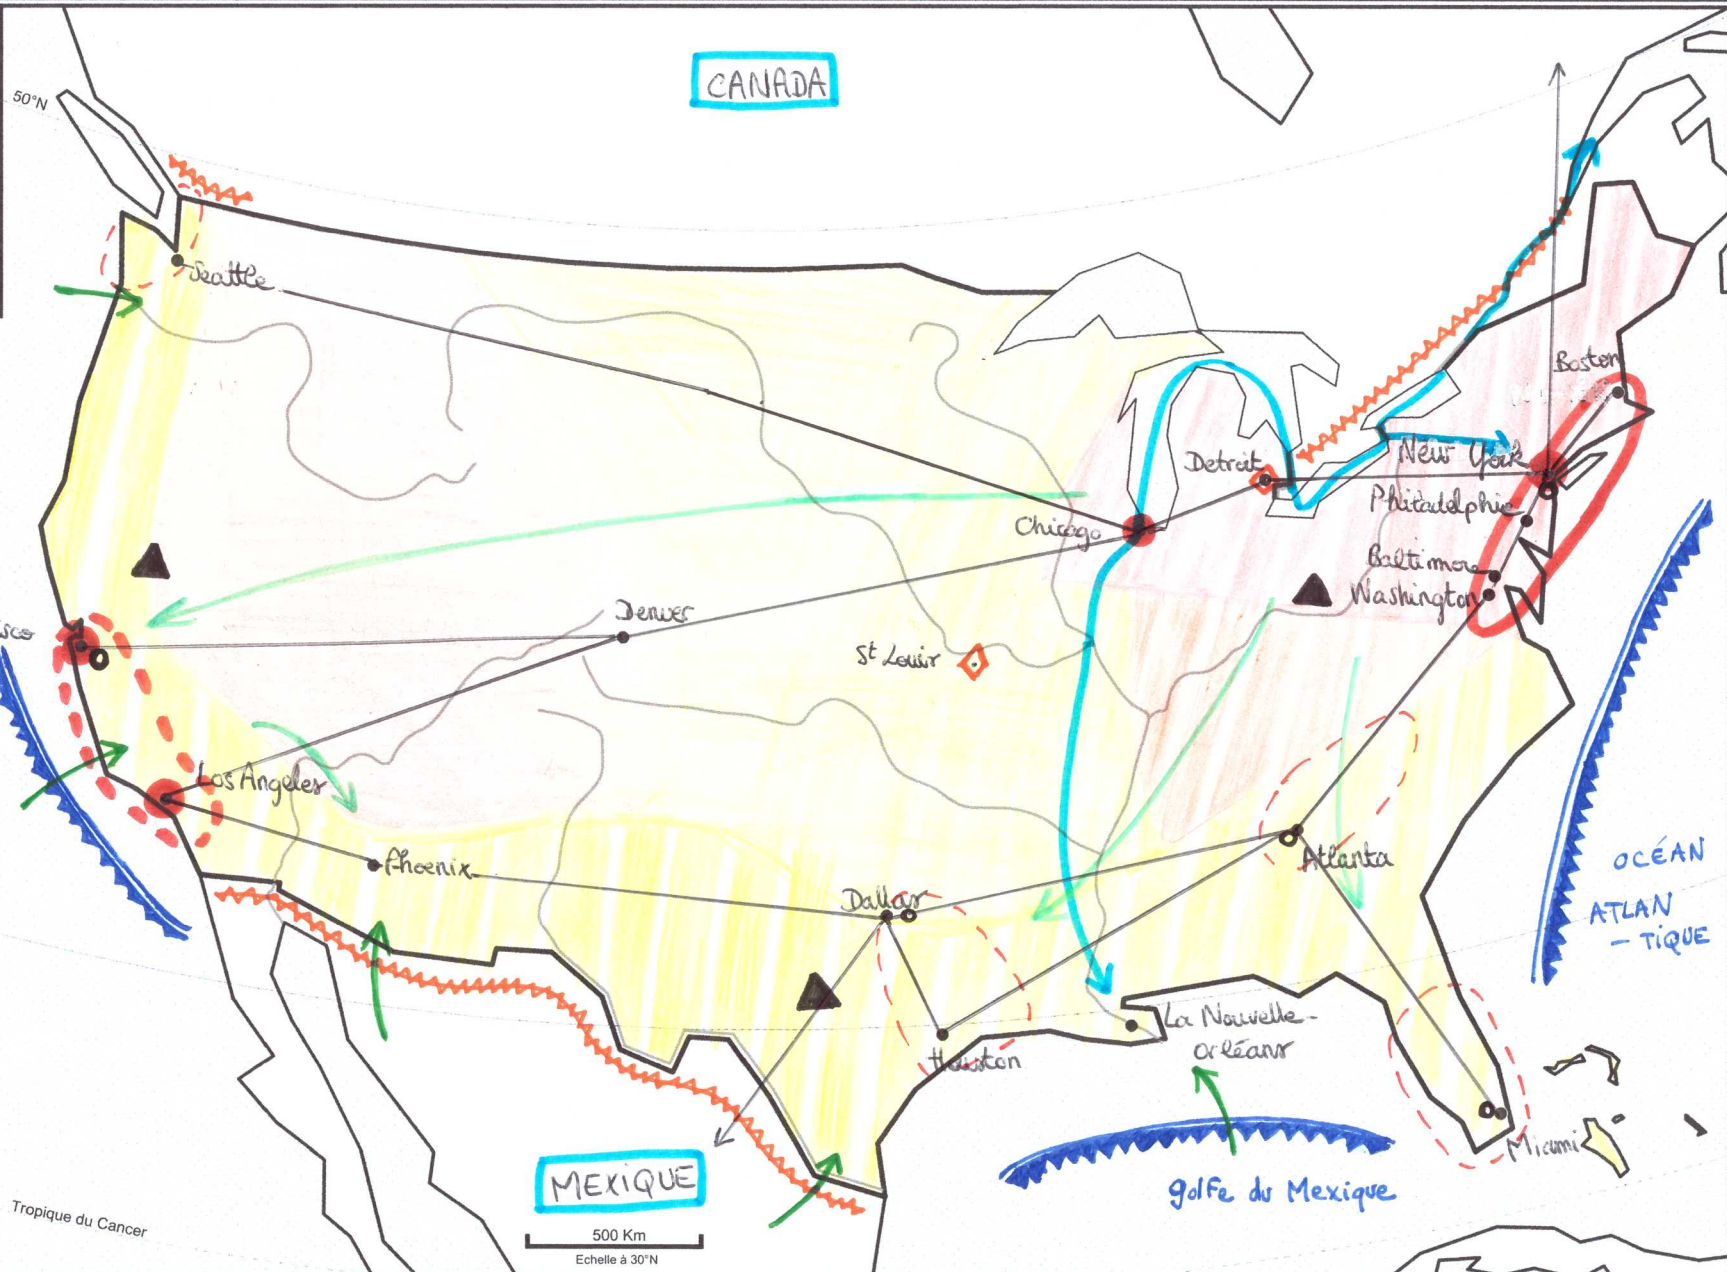 CANADA
50°N
Seattle
Boston
New York
Detroit
Philadelphie
Chicago
Baltimore
Washington
Denver
sco
St Louis
Los Angeles
OCÉAN
ATLAN
-TIQUE
Phoenix
Atlanta
Dallas
La Nouvelle-
Orléans
Houston
Miami
MEXIQUE
golfe du Mexique
Tropique du Cancer
500 Km
Echelle à 30°N